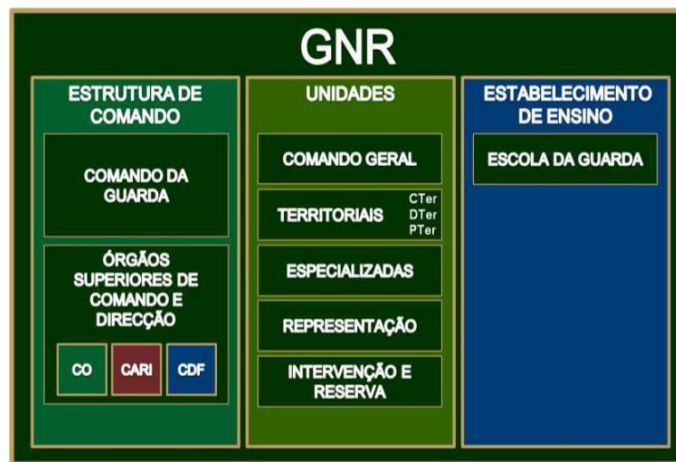 GNR
ESTRUTURA DE
COMANDO
COMANDO DA
GUARDA
ÓRGÃOS
SUPERIORES DE
COMANDO E
DIRECÇÃO
CO
CARI
CDF
UNIDADES
COMANDO GERAL
TERRITORIAIS
CTer
DTer
PTer
ESPECIALIZADAS
REPRESENTAÇÃO
INTERVENÇÃO E
RESERVA
ESTABELECIMENTO
DE ENSINO
ESCOLA DA GUARDA